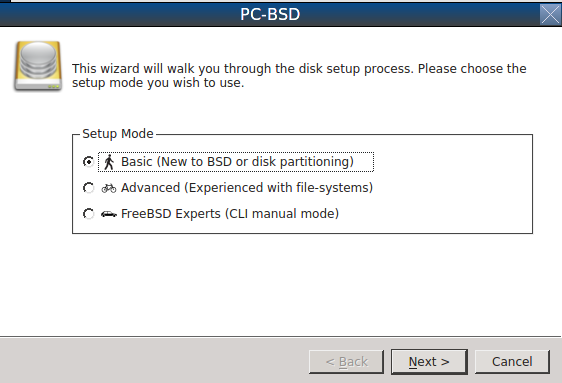 PC-BSD
This wizard will walk you through the disk setup process. Please choose the
setup mode you wish to use.
Setup Mode
Basic (New to BSD or disk partitioning)
Advanced (Experienced with file-systems)
FreeBSD Experts (CLI manual mode)
< Back Next > Cancel